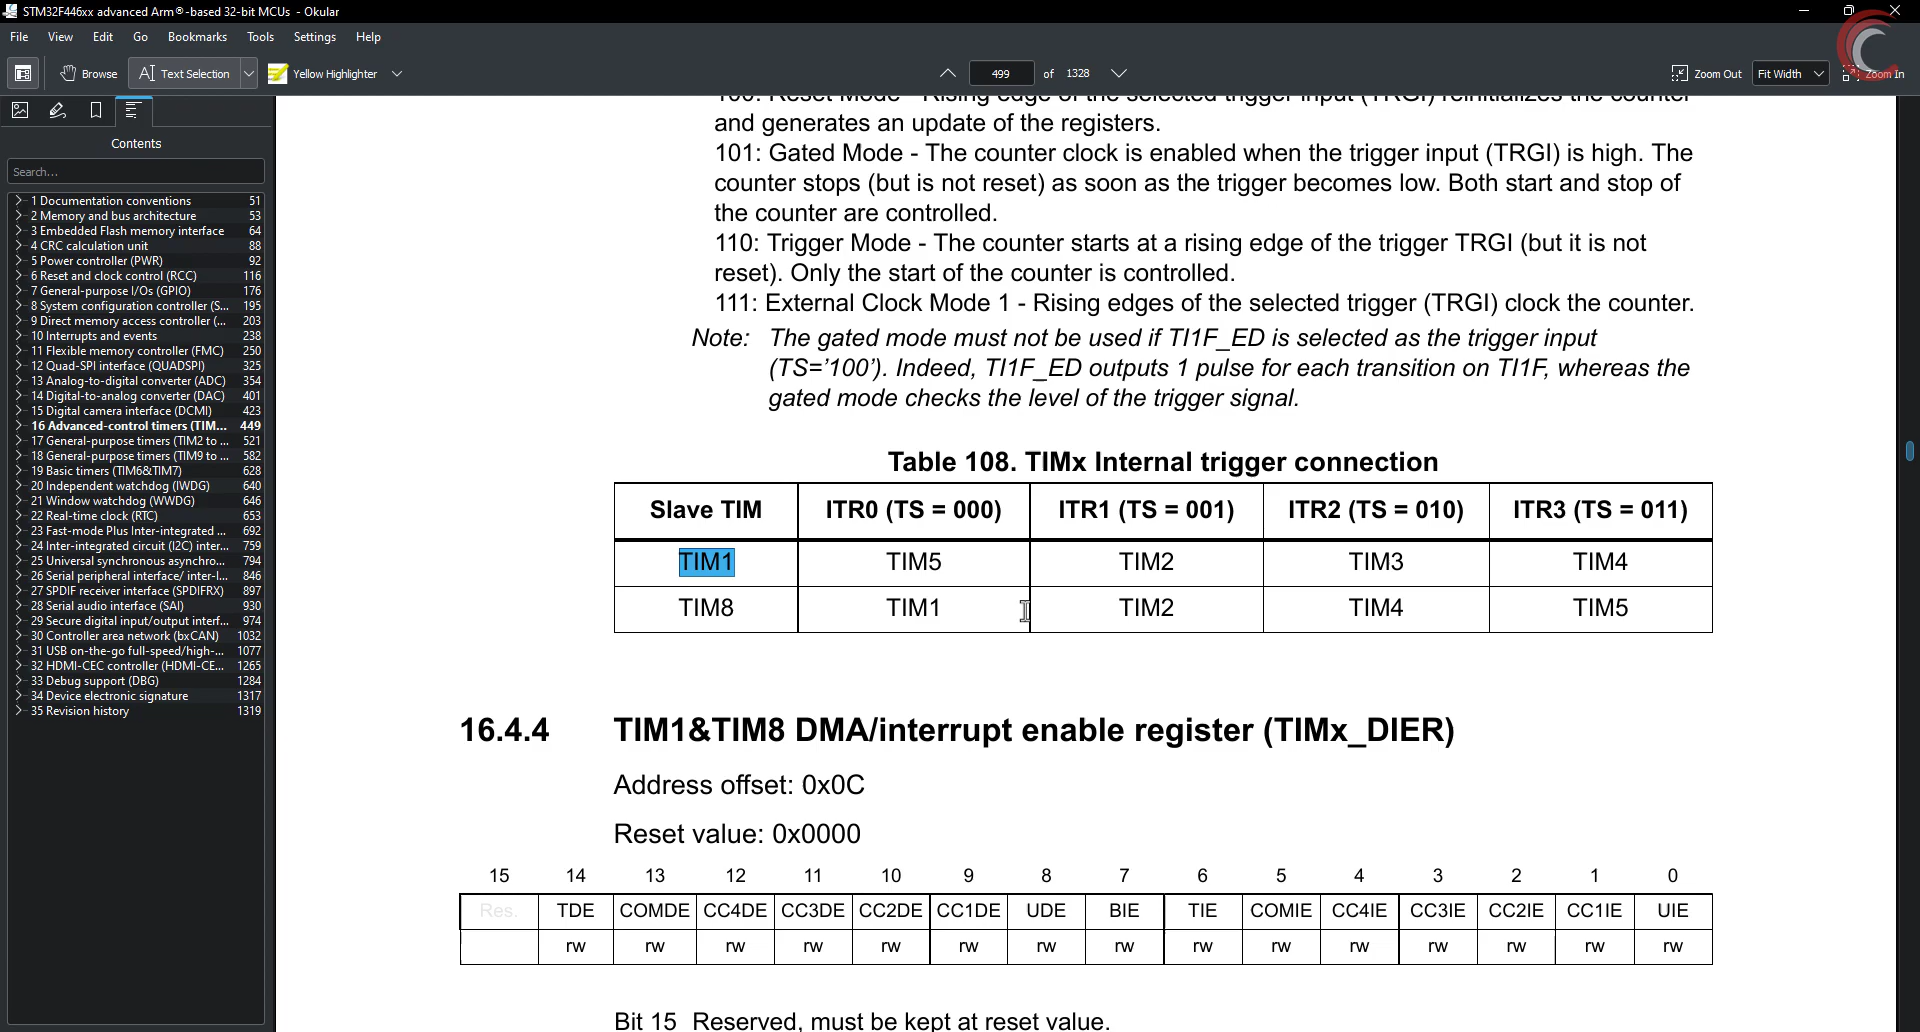 STM32F446xx advanced Arm®-based 32-bit MCUs - Okular
File View Edit Go Bookmarks Tools Settings Help
Browse Text Selection Yellow Highlighter 499 of 1328 Zoom Out Fit Width Zoom In
Contents
Search...
1 Documentation conventions 51
2 Memory and bus architecture 53
3 Embedded Flash memory interface 64
4 CRC calculation unit 88
5 Power controller (PWR) 92
6 Reset and clock control (RCC) 116
7 General-purpose I/Os (GPIO) 176
8 System configuration controller (S... 195
9 Direct memory access controller (... 203
10 Interrupts and events 238
11 Flexible memory controller (FMC) 250
12 Quad-SPI interface (QUADSPI) 325
13 Analog-to-digital converter (ADC) 354
14 Digital-to-analog converter (DAC) 401
15 Digital camera interface (DCMI) 423
16 Advanced-control timers (TIM... 449
17 General-purpose timers (TIM2 to ... 521
18 General-purpose timers (TIM9 to ... 582
19 Basic timers (TIM6&TIM7) 628
20 Independent watchdog (IWDG) 640
21 Window watchdog (WWDG) 646
22 Real-time clock (RTC) 653
23 Fast-mode Plus Inter-integrated ... 692
24 Inter-integrated circuit (I2C) inter... 759
25 Universal synchronous asynchro... 794
26 Serial peripheral interface/ inter-I... 846
27 SPDIF receiver interface (SPDIFRX) 897
28 Serial audio interface (SAI) 930
29 Secure digital input/output interf... 974
30 Controller area network (bxCAN) 1032
31 USB on-the-go full-speed/high-... 1077
32 HDMI-CEC controller (HDMI-CE... 1265
33 Debug support (DBG) 1284
34 Device electronic signature 1317
35 Revision history 1319
100: Reset Mode - Rising edge of the selected trigger input (TRGI) reinitializes the counter
and generates an update of the registers.
101: Gated Mode - The counter clock is enabled when the trigger input (TRGI) is high. The
counter stops (but is not reset) as soon as the trigger becomes low. Both start and stop of
the counter are controlled.
110: Trigger Mode - The counter starts at a rising edge of the trigger TRGI (but it is not
reset). Only the start of the counter is controlled.
111: External Clock Mode 1 - Rising edges of the selected trigger (TRGI) clock the counter.
Note: The gated mode must not be used if TI1F_ED is selected as the trigger input
(TS='100'). Indeed, TI1F_ED outputs 1 pulse for each transition on TI1F, whereas the
gated mode checks the level of the trigger signal.
Table 108. TIMx Internal trigger connection
Slave TIM ITR0 (TS = 000) ITR1 (TS = 001) ITR2 (TS = 010) ITR3 (TS = 011)
TIM1 TIM5 TIM2 TIM3 TIM4
TIM8 TIM1 TIM2 TIM4 TIM5
16.4.4 TIM1&TIM8 DMA/interrupt enable register (TIMx_DIER)
Address offset: 0x0C
Reset value: 0x0000
15 14 13 12 11 10 9 8 7 6 5 4 3 2 1 0
Res. TDE COMDE CC4DE CC3DE CC2DE CC1DE UDE BIE TIE COMIE CC4IE CC3IE CC2IE CC1IE UIE
rw rw rw rw rw rw rw rw rw rw rw rw rw rw rw
Bit 15 Reserved, must be kept at reset value.